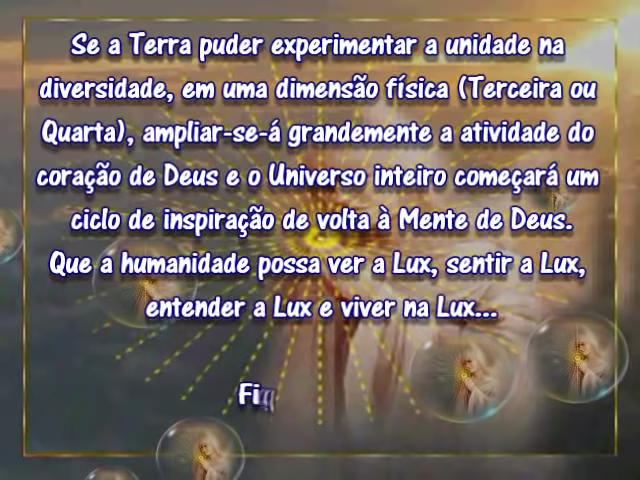 Se a Terra puder experimentar a unidade na
diversidade, em uma dimensão física (Terceira ou
Quarta), ampliar-se-á grandemente a atividade do
coração de Deus e o Universo inteiro começará um
ciclo de inspiração de volta à Mente de Deus.
Que a humanidade possa ver a Lux, sentir a Lux,
entender a Lux e viver na Lux...